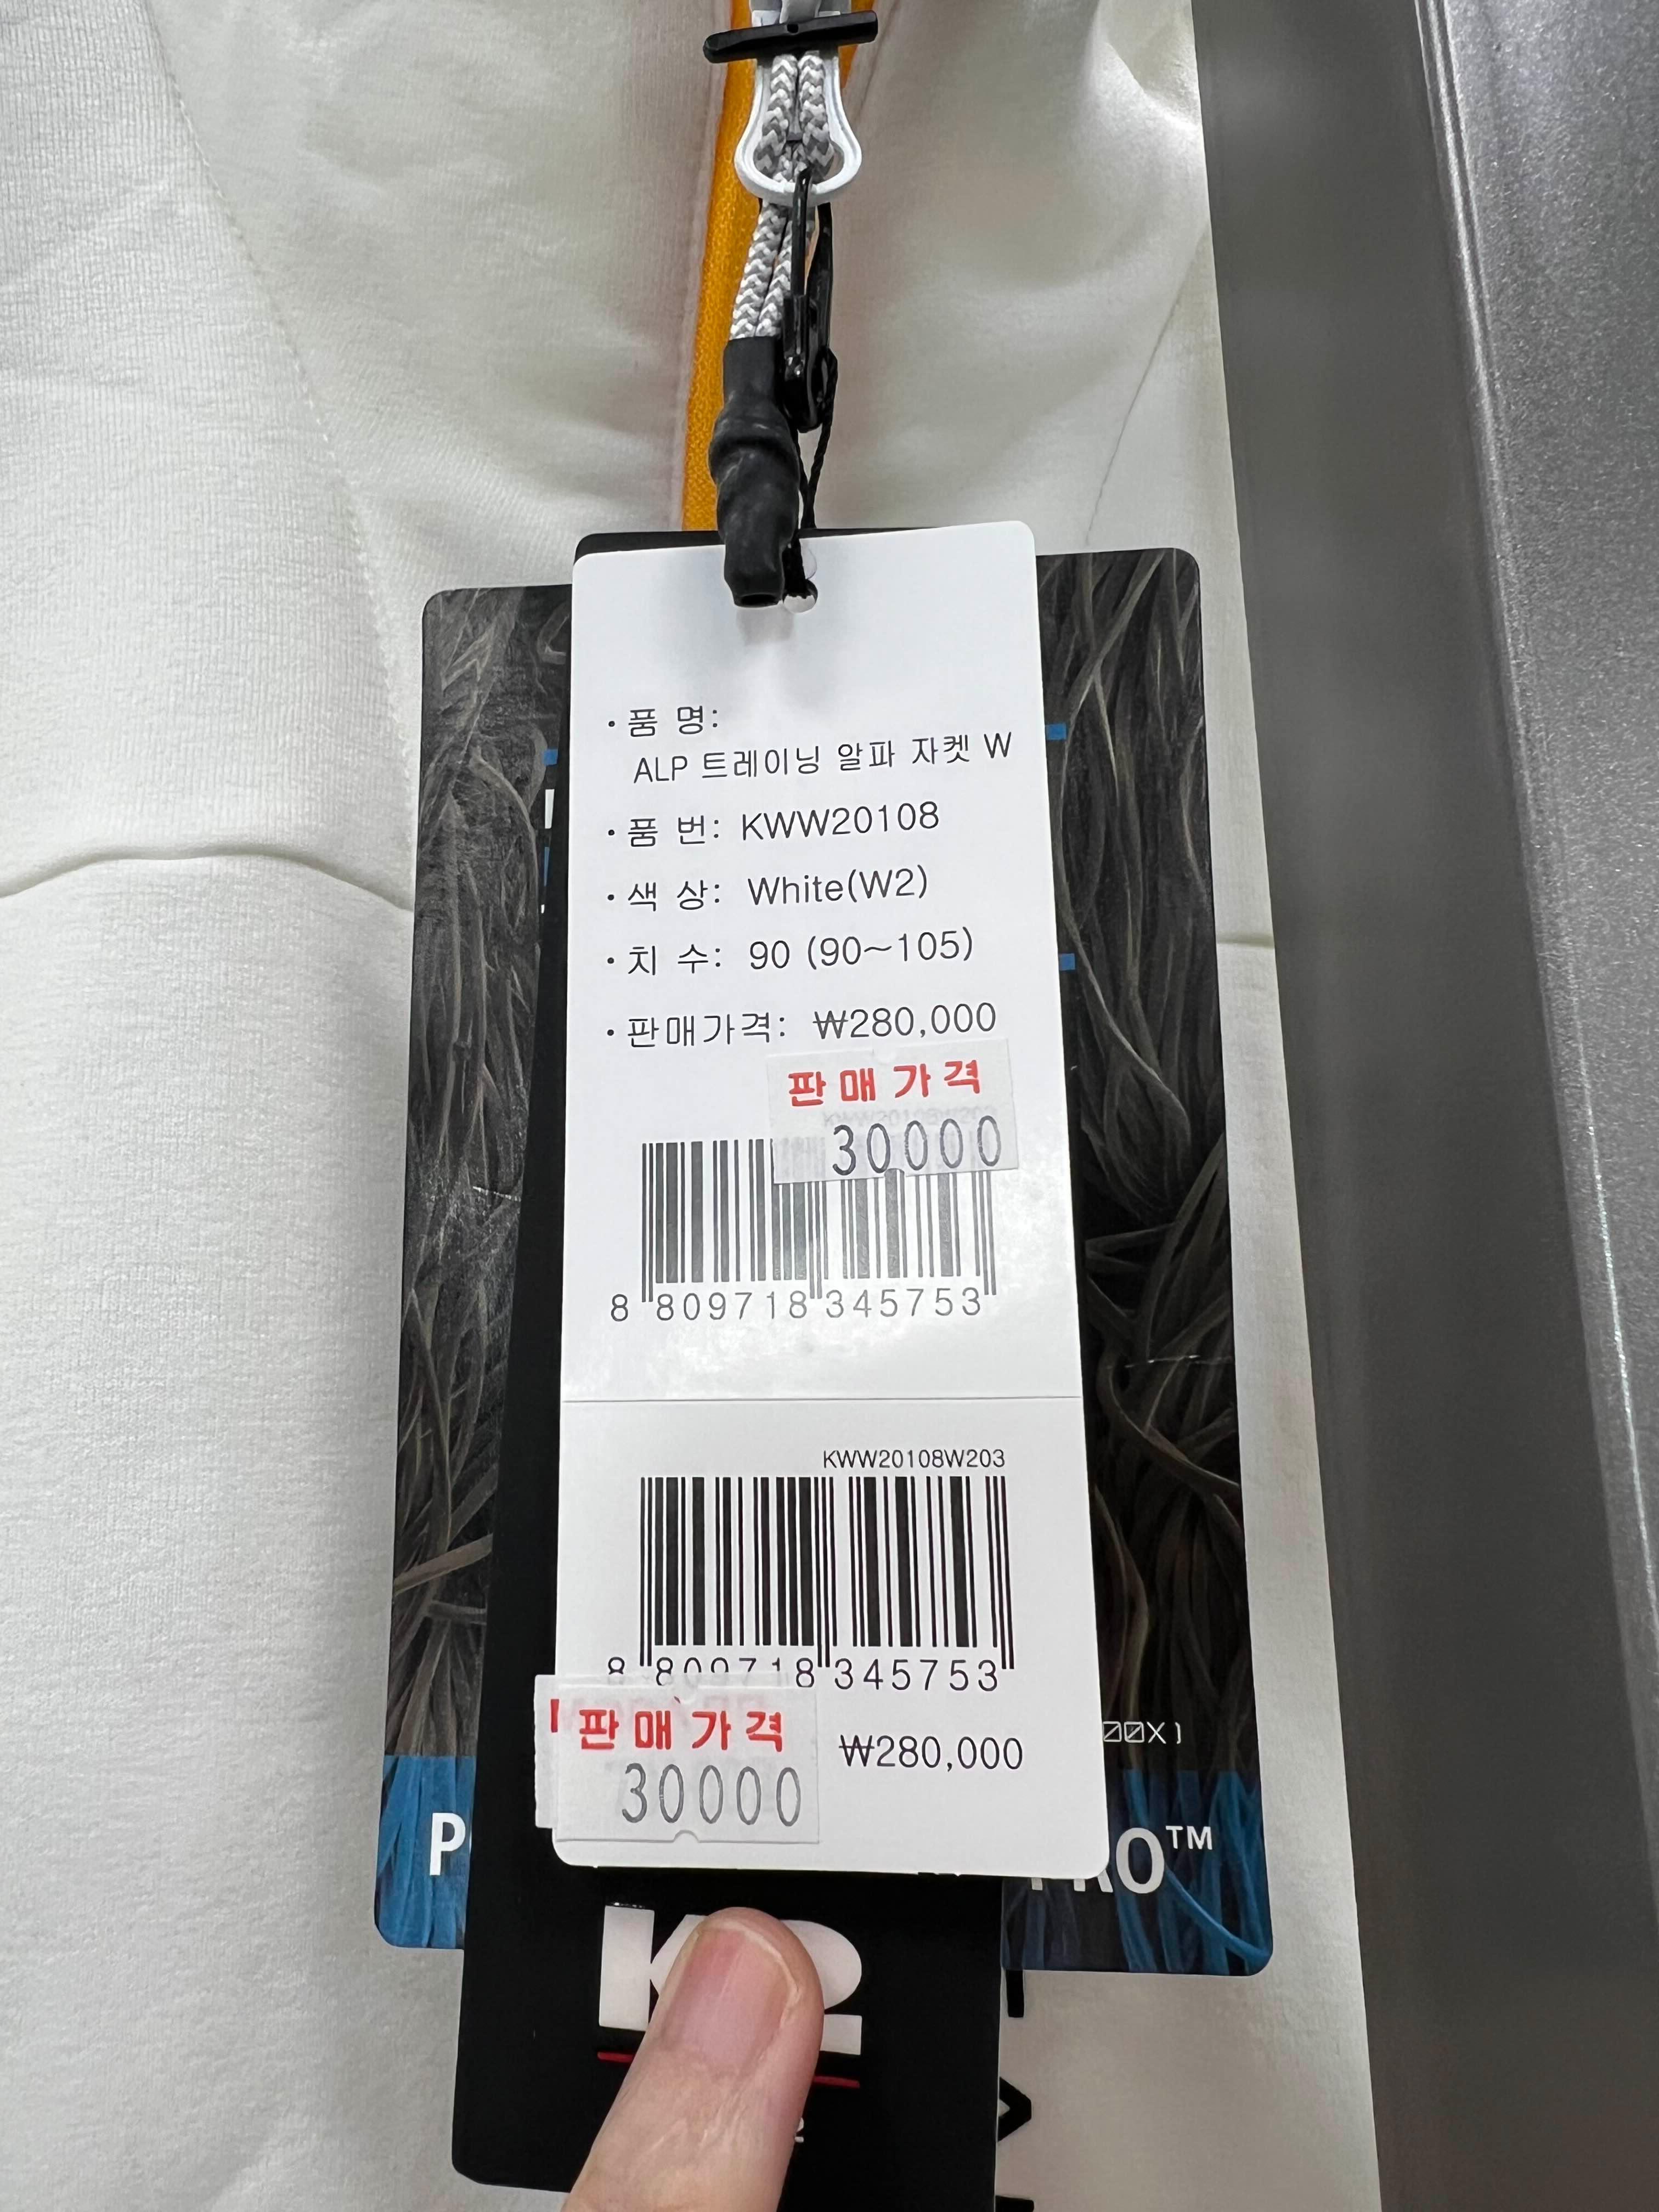 · 품 명:
ALP 트레이닝 알파 자켓 W
· 품 번: KWW20108
· 색 상: White(W2)
· 치 수: 90 (90~105)
· 판매가격: ₩280,000
판매가격
30000
8 809718 345753
KWW20108W203
8 809718 345753
판매가격
30000
₩280,000
K2